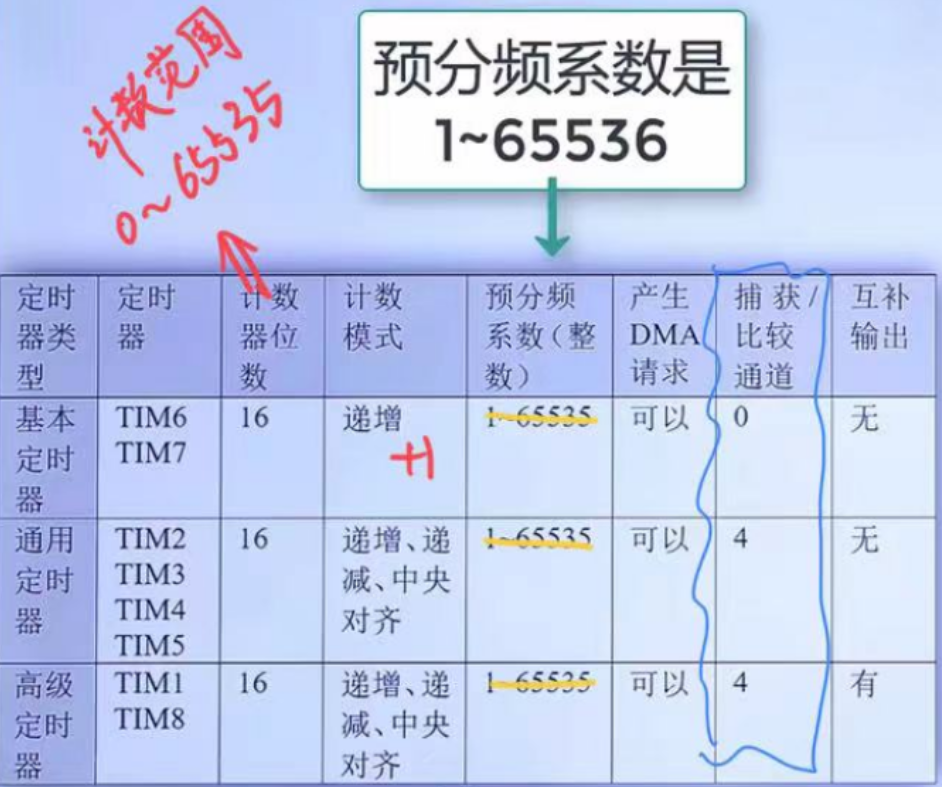 计数范围
0~65535
预分频系数是
1~65536
定时器类型 定时器 计数器位数 计数模式 预分频系数（整数） 产生DMA请求 捕获/比较通道 互补输出
基本定时器 TIM6 TIM7 16 递增 1~65535 可以 0 无
通用定时器 TIM2 TIM3 TIM4 TIM5 16 递增、递减、中央对齐 1~65535 可以 4 无
高级定时器 TIM1 TIM8 16 递增、递减、中央对齐 1~65535 可以 4 有